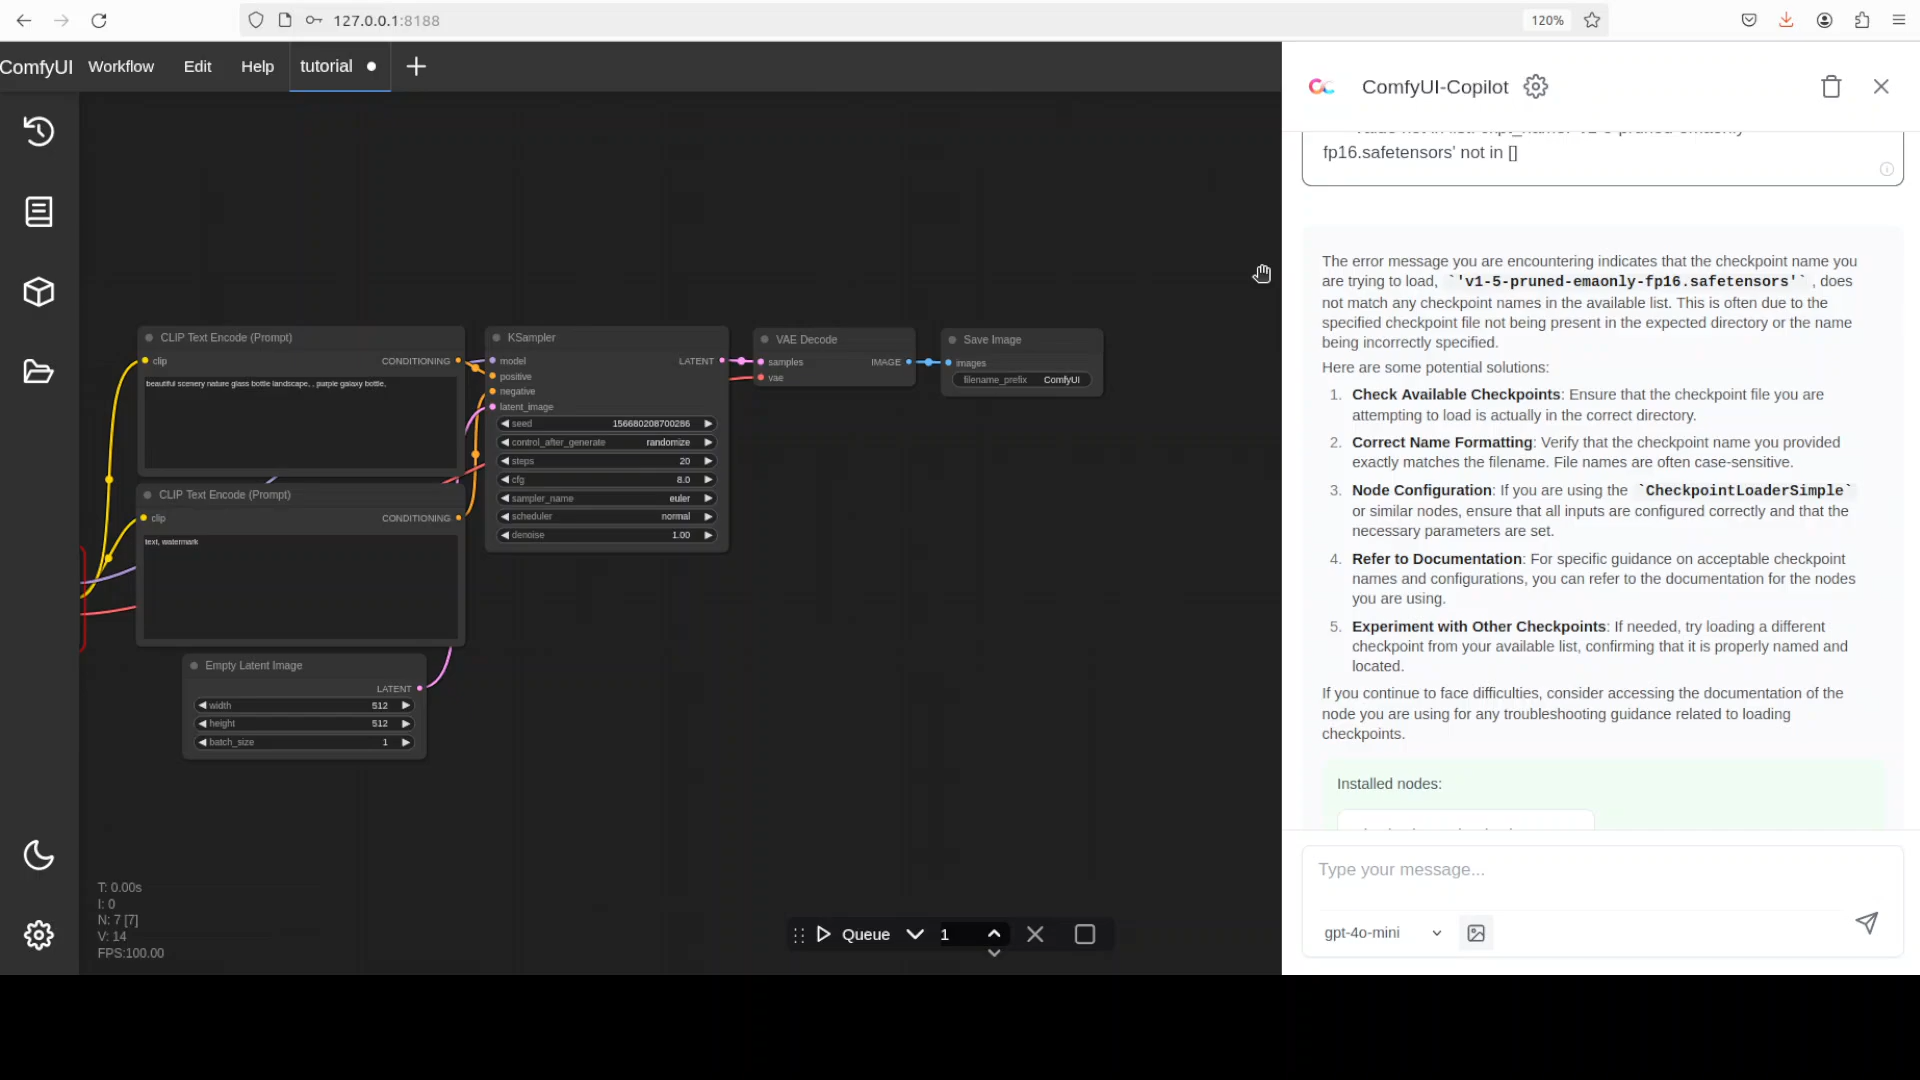 127.0.0.1:8188
120%
ComfyUI
Workflow
Edit
Help
tutorial
ComfyUI-Copilot
fp16.safetensors' not in []
The error message you are encountering indicates that the checkpoint name you
are trying to load, `'v1-5-pruned-emaonly-fp16.safetensors'` , does
not match any checkpoint names in the available list. This is often due to the
specified checkpoint file not being present in the expected directory or the name
being incorrectly specified.
Here are some potential solutions:
1. Check Available Checkpoints: Ensure that the checkpoint file you are
attempting to load is actually in the correct directory.
2. Correct Name Formatting: Verify that the checkpoint name you provided
exactly matches the filename. File names are often case-sensitive.
3. Node Configuration: If you are using the `CheckpointLoaderSimple`
or similar nodes, ensure that all inputs are configured correctly and that the
necessary parameters are set.
4. Refer to Documentation: For specific guidance on acceptable checkpoint
names and configurations, you can refer to the documentation for the nodes
you are using.
5. Experiment with Other Checkpoints: If needed, try loading a different
checkpoint from your available list, confirming that it is properly named and
located.
If you continue to face difficulties, consider accessing the documentation of the
node you are using for any troubleshooting guidance related to loading
checkpoints.
Installed nodes:
Type your message...
gpt-4o-mini
CLIP Text Encode (Prompt)
clip
CONDITIONING
beautiful scenery nature glass bottle landscape, , purple galaxy bottle,
CLIP Text Encode (Prompt)
clip
CONDITIONING
text, watermark
Empty Latent Image
LATENT
width 512
height 512
batch_size 1
KSampler
model
LATENT
positive
negative
latent_image
seed 156680208700286
control_after_generate randomize
steps 20
cfg 8.0
sampler_name euler
scheduler normal
denoise 1.00
VAE Decode
samples
IMAGE
vae
Save Image
images
filename_prefix ComfyUI
T: 0.00s
I: 0
N: 7 [7]
V: 14
FPS:100.00
Queue
1